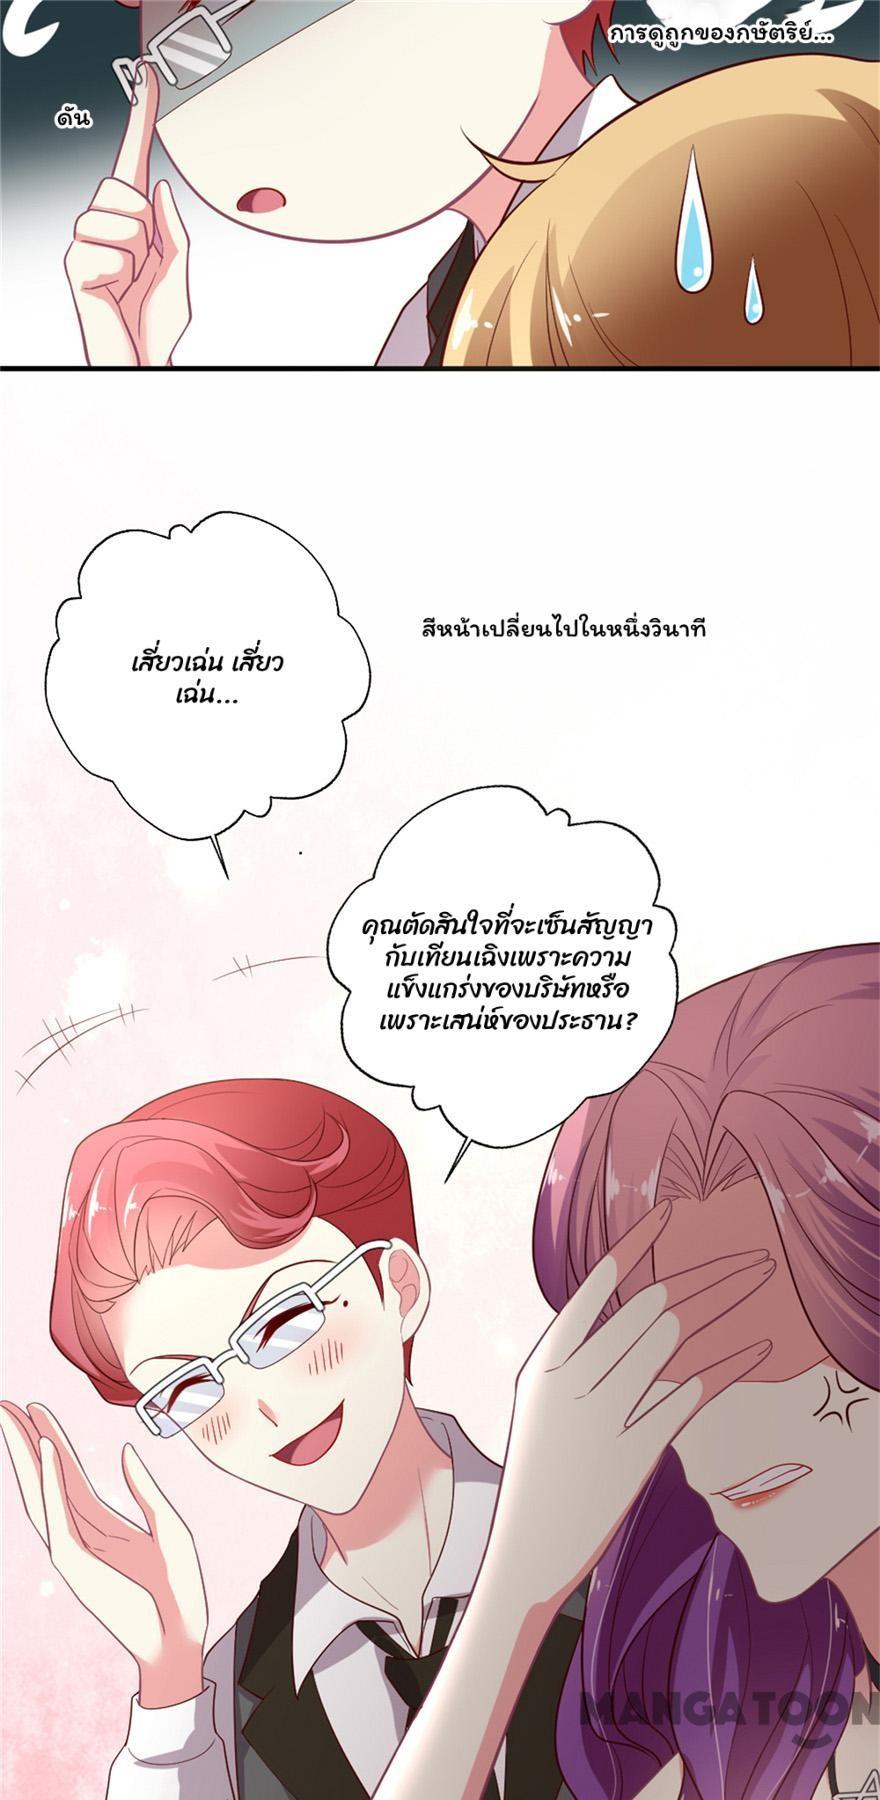 การดูถูกของกษัตริย์...
ดัน
สีหน้าเปลี่ยนไปในหนึ่งวินาที
เสี่ยวเฉ่น เสี่ยว
เฉ่น...
คุณตัดสินใจที่จะเซ็นสัญญา
กับเทียนเฉิงเพราะความ
แข็งแกร่งของบริษัทหรือ
เพราะเสน่ห์ของประธาน?
MANGATOON